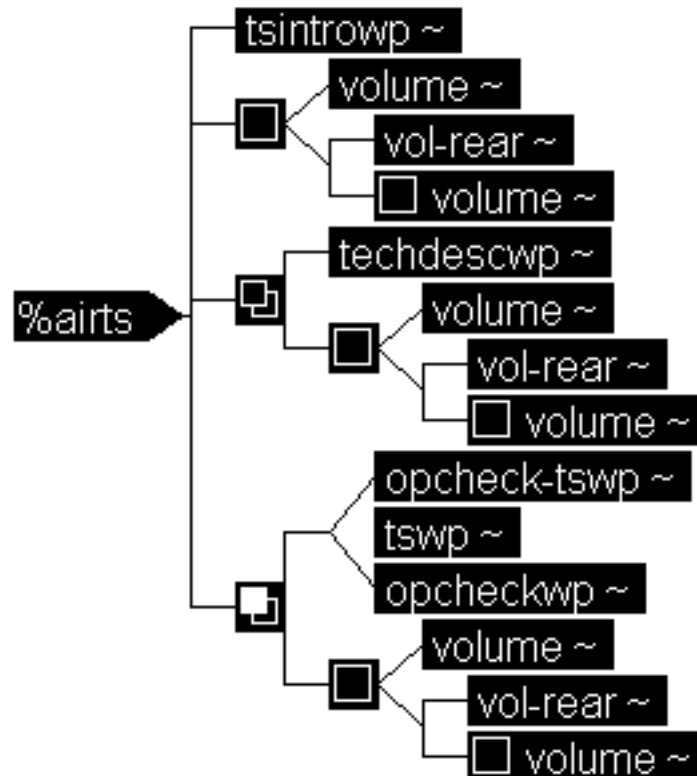 tsintrowp ~
volume ~
vol-rear ~
volume ~
techdescwp ~
%airts
volume ~
vol-rear ~
volume ~
opcheck-tswp ~
tswp ~
opcheckwp ~
volume ~
vol-rear ~
volume ~